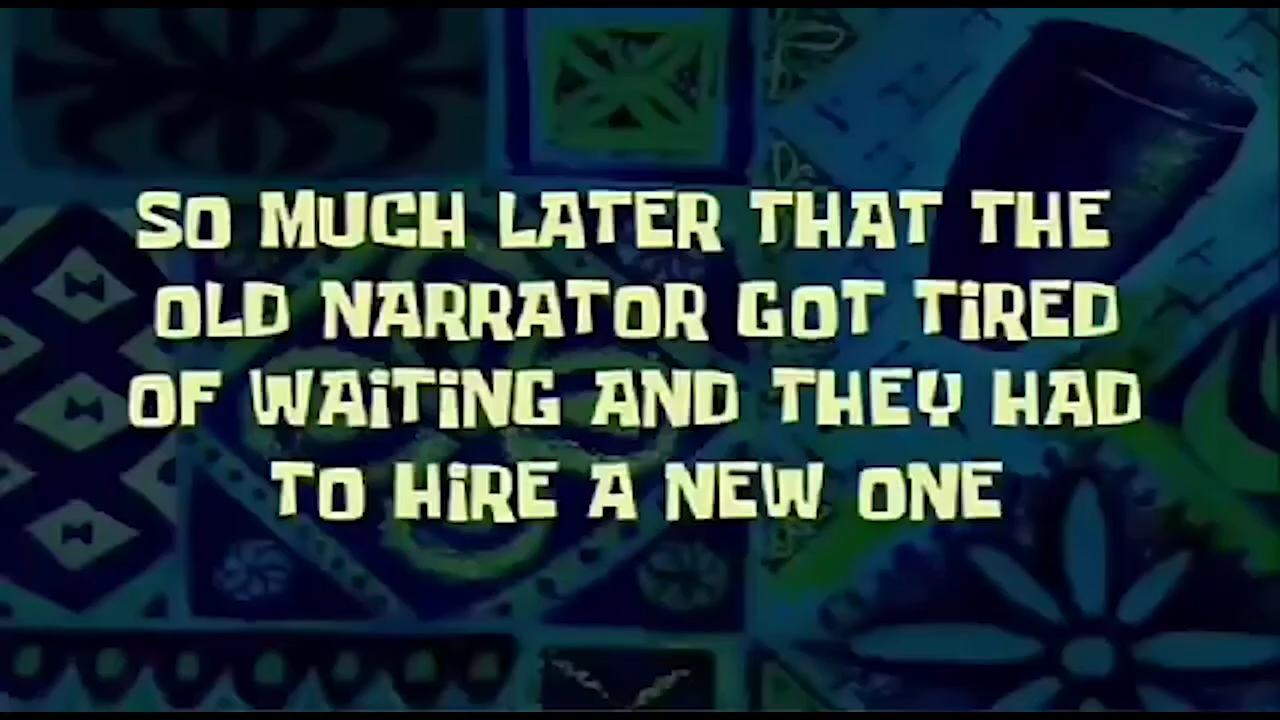 SO MUCH LATER THAT THE
OLD NARRATOR GOT TiRED
OF WAiTiNG AND THEY HAD
TO HiRE A NEW ONE